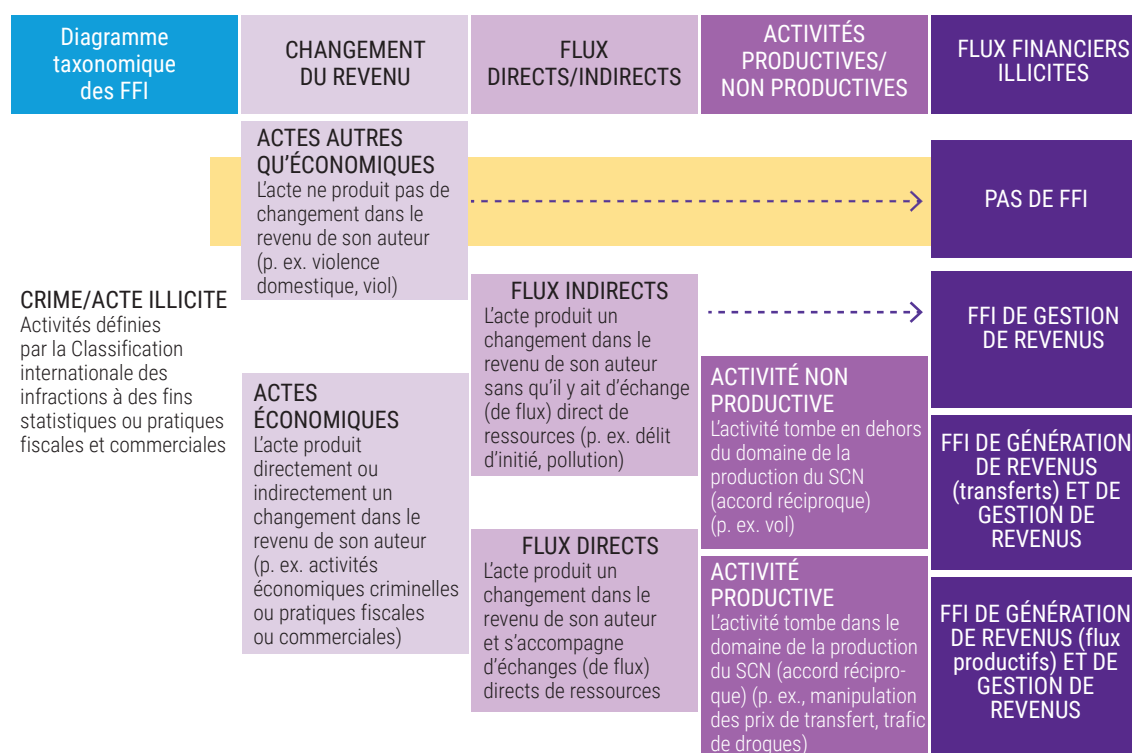 Diagramme
taxonomique
des FFI
CHANGEMENT
DU REVENU
FLUX
DIRECTS/INDIRECTS
ACTIVITÉS
PRODUCTIVES/
NON PRODUCTIVES
FLUX FINANCIERS
ILLICITES
CRIME/ACTE ILLICITE
Activités définies
par la Classification
internationale des
infractions à des fins
statistiques ou pratiques
fiscales et commerciales
ACTES AUTRES
QU'ÉCONOMIQUES
L'acte ne produit pas de
changement dans le
revenu de son auteur
(p. ex. violence
domestique, viol)
ACTES
ÉCONOMIQUES
L'acte produit
directement ou
indirectement un
changement dans le
revenu de son auteur
(p. ex. activités
économiques criminelles
ou pratiques fiscales
ou commerciales)
FLUX INDIRECTS
L'acte produit un
changement dans le
revenu de son auteur
sans qu'il y ait d'échange
(de flux) direct de
ressources (p. ex. délit
d'initié, pollution)
FLUX DIRECTS
L'acte produit un
changement dans le
revenu de son auteur
et s'accompagne
d'échanges (de flux)
directs de ressources
ACTIVITÉ NON
PRODUCTIVE
L'activité tombe en dehors
du domaine de la
production du SCN
(accord réciproque)
(p. ex. vol)
ACTIVITÉ
PRODUCTIVE
L'activité tombe dans le
domaine de la production
du SCN (accord récipro-
que) (p. ex., manipulation
des prix de transfert, trafic
de drogues)
PAS DE FFI
FFI DE GESTION
DE REVENUS
FFI DE GÉNÉRATION
DE REVENUS
(transferts) ET DE
GESTION DE
REVENUS
FFI DE GÉNÉRATION
DE REVENUS (flux
productifs) ET DE
GESTION DE
REVENUS